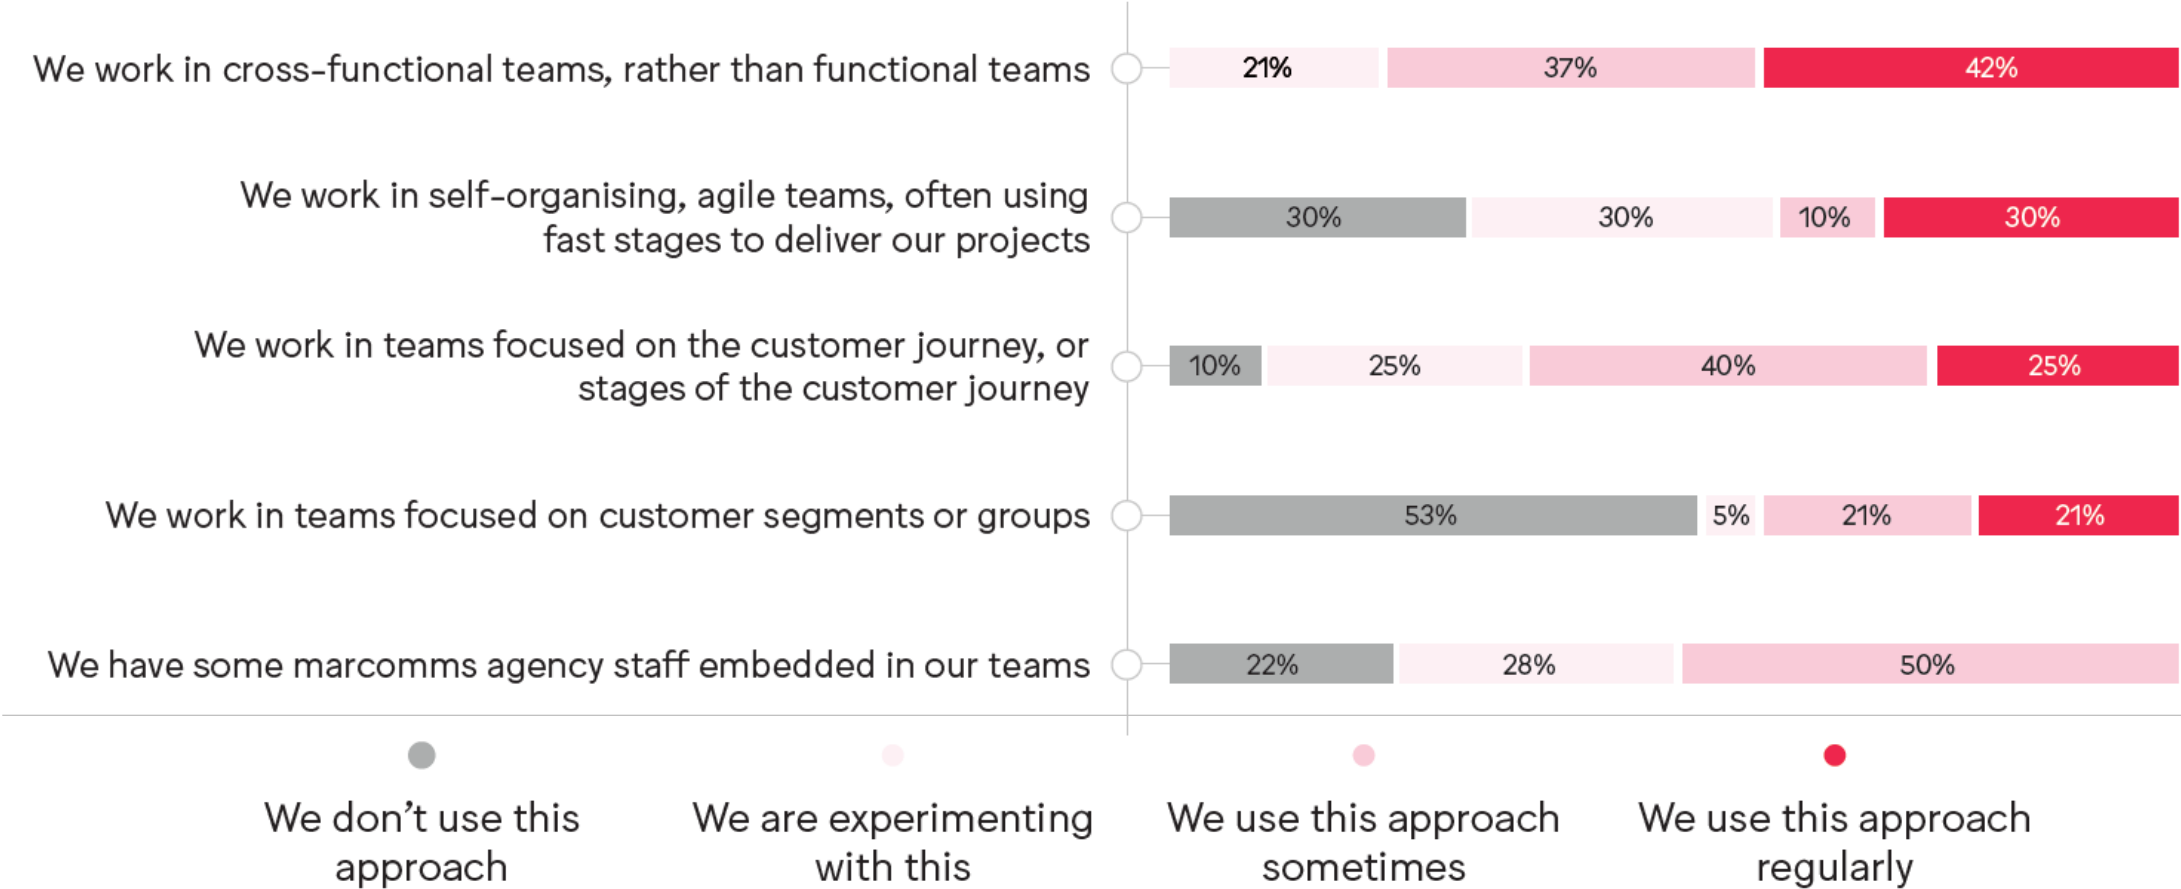 We work in cross-functional teams, rather than functional teams
21% 37% 42%
We work in self-organising, agile teams, often using
fast stages to deliver our projects
30% 30% 10% 30%
We work in teams focused on the customer journey, or
stages of the customer journey
10% 25% 40% 25%
We work in teams focused on customer segments or groups
53% 5% 21% 21%
We have some marcomms agency staff embedded in our teams
22% 28% 50%
We don’t use this
approach
We are experimenting
with this
We use this approach
sometimes
We use this approach
regularly